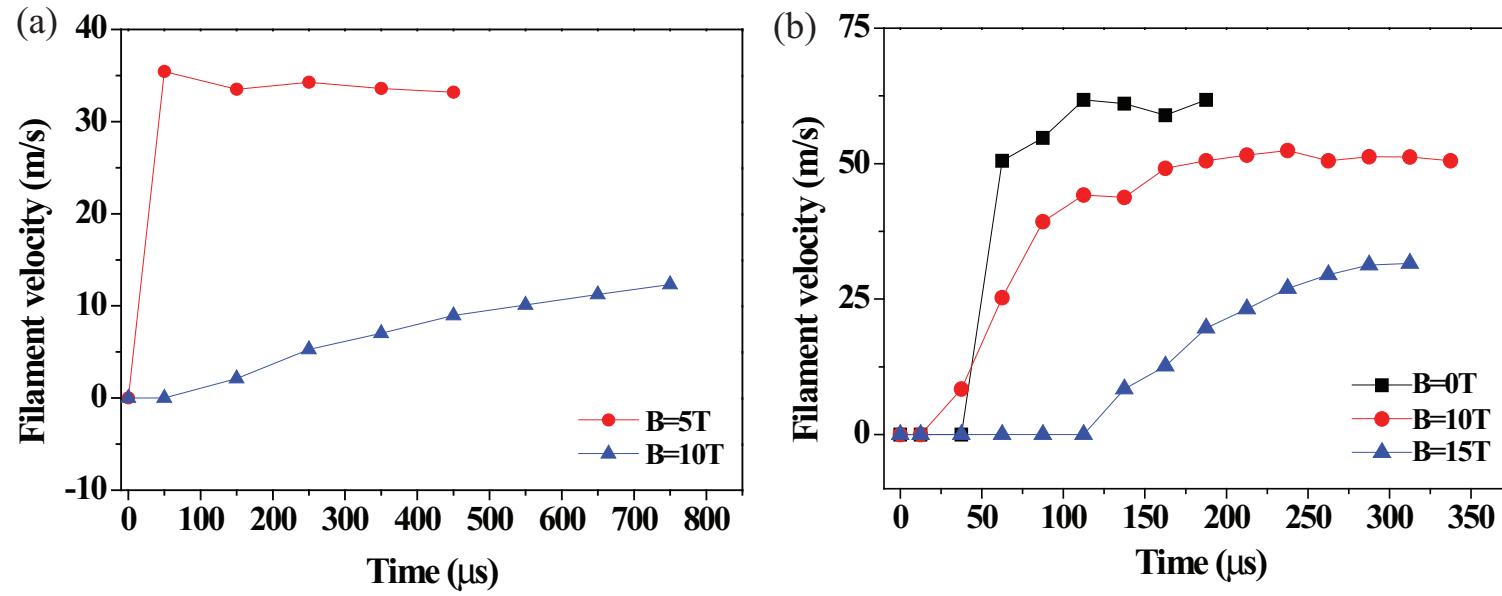 (a)
40
30
20
10
0
-10
Filament velocity (m/s)
B=5T
B=10T
0 100 200 300 400 500 600 700 800
Time (μs)
(b)
75
50
25
0
Filament velocity (m/s)
B=0T
B=10T
B=15T
0 50 100 150 200 250 300 350
Time (μs)